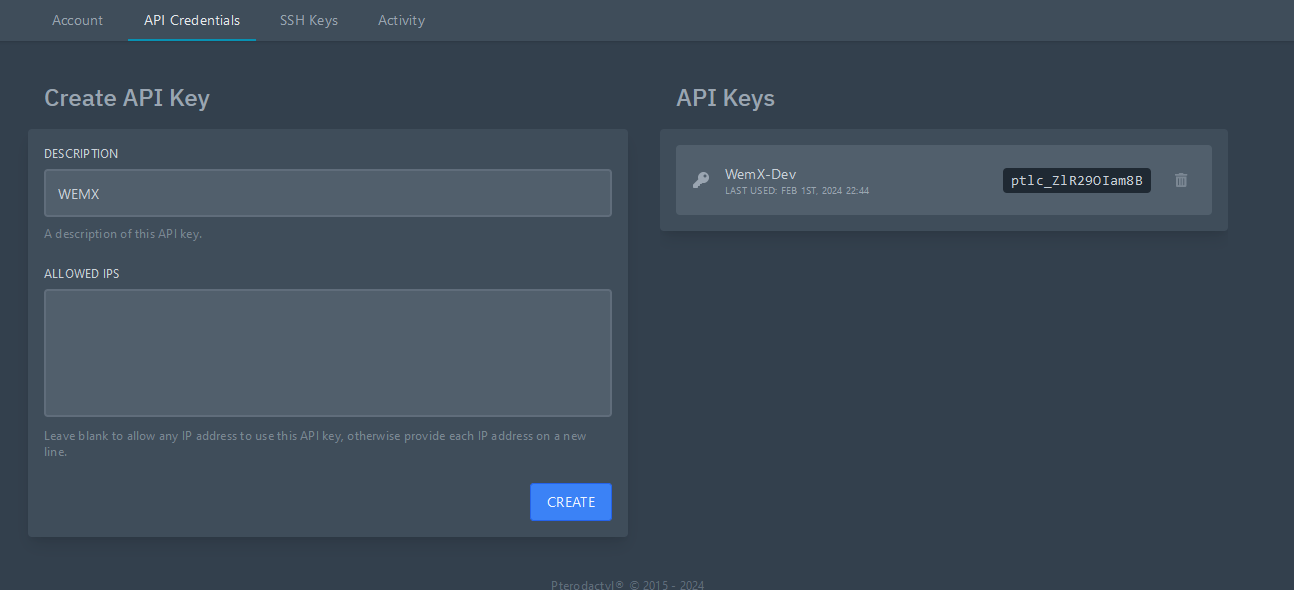 Account API Credentials SSH Keys Activity
Create API Key
DESCRIPTION
WEMX
A description of this API key.
ALLOWED IPS
Leave blank to allow any IP address to use this API key, otherwise provide each IP address on a new
line.
CREATE
API Keys
WemX-Dev
LAST USED: FEB 1ST, 2024 22:44
ptlc_ZlR29OIam8B
Pterodactyl® © 2015 - 2024